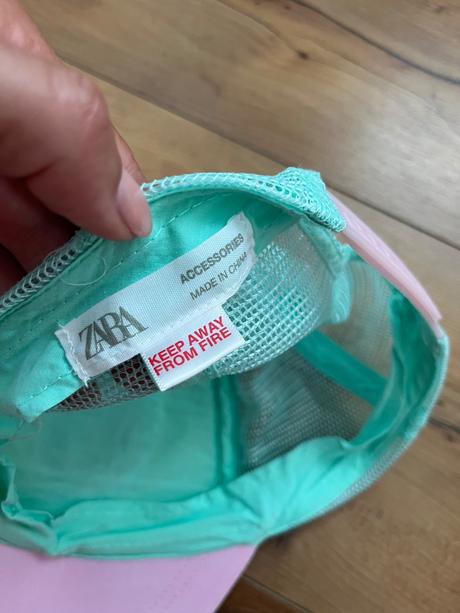 ZARA
ACCESSORIES
MADE IN CHINA
KEEP AWAY
FROM FIRE